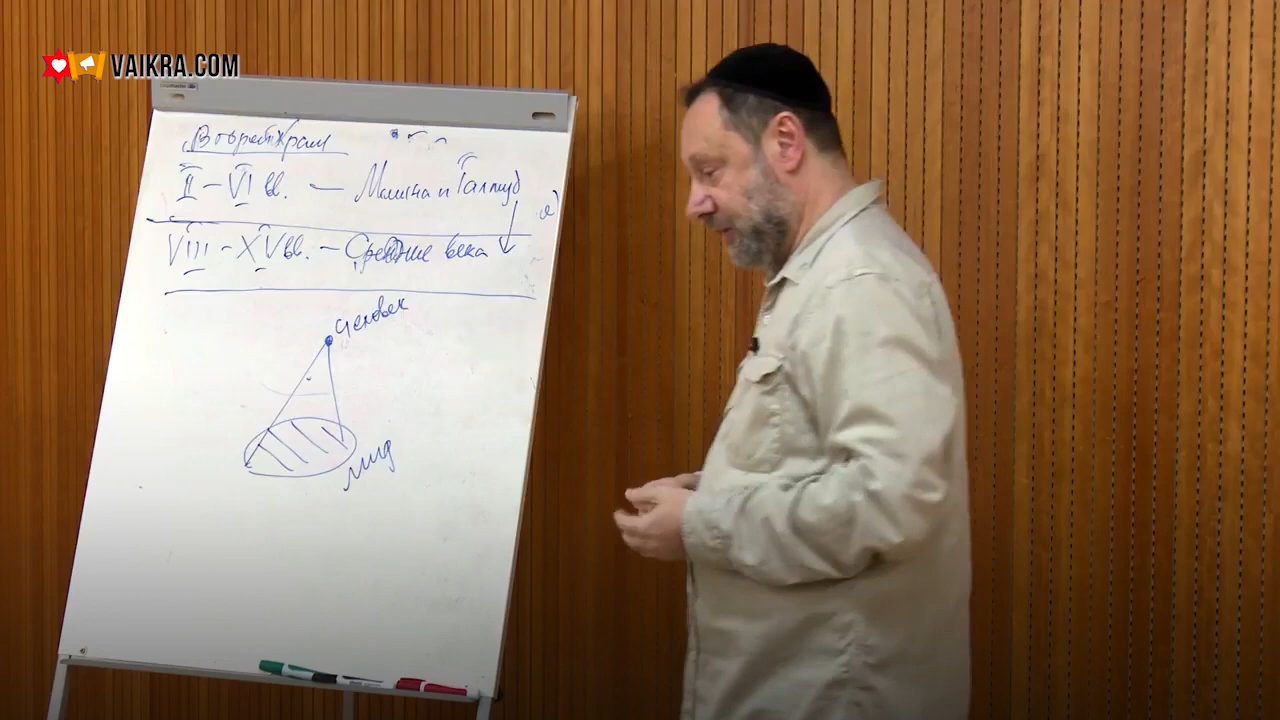 VAIKRA.COM
Второй Храм
II – VI вв. — Мишна и Талмуд
VIII – XV вв. – Средние века
человек
мир